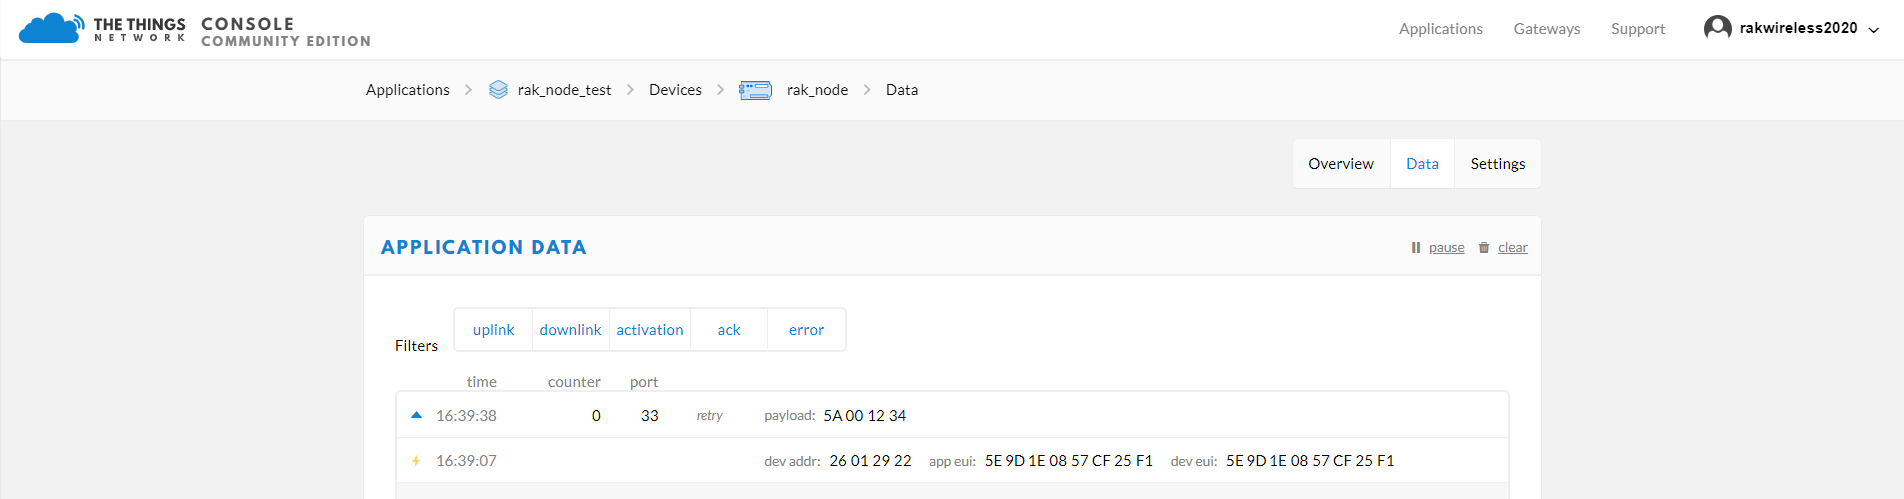 THE THINGS NETWORK CONSOLE COMMUNITY EDITION
Applications Gateways Support rakwireless2020
Applications rak_node_test Devices rak_node Data
Overview Data Settings
APPLICATION DATA pause clear
uplink downlink activation ack error
Filters
time counter port
16:39:38 0 33 retry payload: 5A 00 12 34
16:39:07 dev addr: 26 01 29 22 app eui: 5E 9D 1E 08 57 CF 25 F1 dev eui: 5E 9D 1E 08 57 CF 25 F1